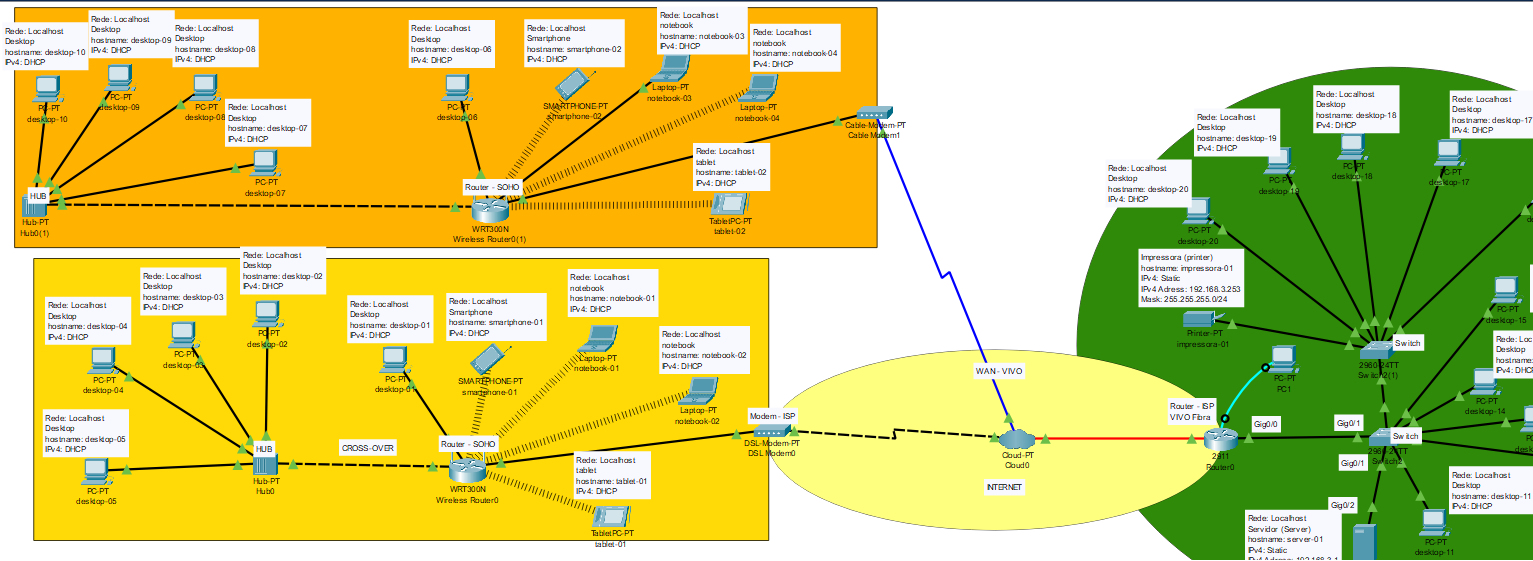 Rede: Localhost
Desktop
hostname: desktop-10
IPv4: DHCP
PC-PT
desktop-10
Rede: Localhost
Desktop
hostname: desktop-09
IPv4: DHCP
PC-PT
desktop-09
Rede: Localhost
Desktop
hostname: desktop-08
IPv4: DHCP
PC-PT
desktop-08
Rede: Localhost
Desktop
hostname: desktop-07
IPv4: DHCP
PC-PT
desktop-07
HUB
Hub-PT
Hub0(1)
Rede: Localhost
Desktop
hostname: desktop-06
IPv4: DHCP
PC-PT
desktop-06
Rede: Localhost
Smartphone
hostname: smartphone-02
IPv4: DHCP
SMARTPHONE-PT
smartphone-02
Rede: Localhost
notebook
hostname: notebook-03
IPv4: DHCP
Laptop-PT
notebook-03
Rede: Localhost
notebook
hostname: notebook-04
IPv4: DHCP
Laptop-PT
notebook-04
Router - SOHO
WRT300N
Wireless Router0(1)
Rede: Localhost
tablet
hostname: tablet-02
IPv4: DHCP
TabletPC-PT
tablet-02
Cable-Modem-PT
Cable Modem1
Rede: Localhost
Desktop
hostname: desktop-04
IPv4: DHCP
PC-PT
desktop-04
Rede: Localhost
Desktop
hostname: desktop-03
IPv4: DHCP
PC-PT
desktop-03
Rede: Localhost
Desktop
hostname: desktop-02
IPv4: DHCP
PC-PT
desktop-02
Rede: Localhost
Desktop
hostname: desktop-05
IPv4: DHCP
PC-PT
desktop-05
HUB
Hub-PT
Hub0
CROSS-OVER
Rede: Localhost
Desktop
hostname: desktop-01
IPv4: DHCP
PC-PT
desktop-01
Rede: Localhost
Smartphone
hostname: smartphone-01
IPv4: DHCP
SMARTPHONE-PT
smartphone-01
Rede: Localhost
notebook
hostname: notebook-01
IPv4: DHCP
Laptop-PT
notebook-01
Rede: Localhost
notebook
hostname: notebook-02
IPv4: DHCP
Laptop-PT
notebook-02
Router - SOHO
WRT300N
Wireless Router0
Rede: Localhost
tablet
hostname: tablet-01
IPv4: DHCP
TabletPC-PT
tablet-01
Modem - ISP
DSL-Modem-PT
DSL Modem0
WAN- VIVO
Cloud-PT
Cloud0
INTERNET
Router - ISP
VIVO Fibra
2911
Router0
PC-PT
PC1
Gig0/0
Gig0/1
Gig0/1
Gig0/2
Rede: Localhost
Desktop
hostname: desktop-20
IPv4: DHCP
PC-PT
desktop-20
Rede: Localhost
Desktop
hostname: desktop-19
IPv4: DHCP
PC-PT
Rede: Localhost
Desktop
hostname: desktop-18
IPv4: DHCP
PC-PT
desktop-18
Rede: Localhost
Desktop
hostname: desktop-17
IPv4: DHCP
PC-PT
desktop-17
Impressora (printer)
hostname: impressora-01
IPv4: Static
IPv4 Adress: 192.168.3.253
Mask: 255.255.255.0/24
Printer-PT
impressora-01
Switch
2960-24TT
PC-PT
desktop-15
PC-PT
desktop-14
Switch
2960-24TT
Rede: Localhost
Desktop
hostname: desktop-11
PC-PT
desktop-11
Rede: Localhost
Servidor (Server)
hostname: server-01
IPv4: Static